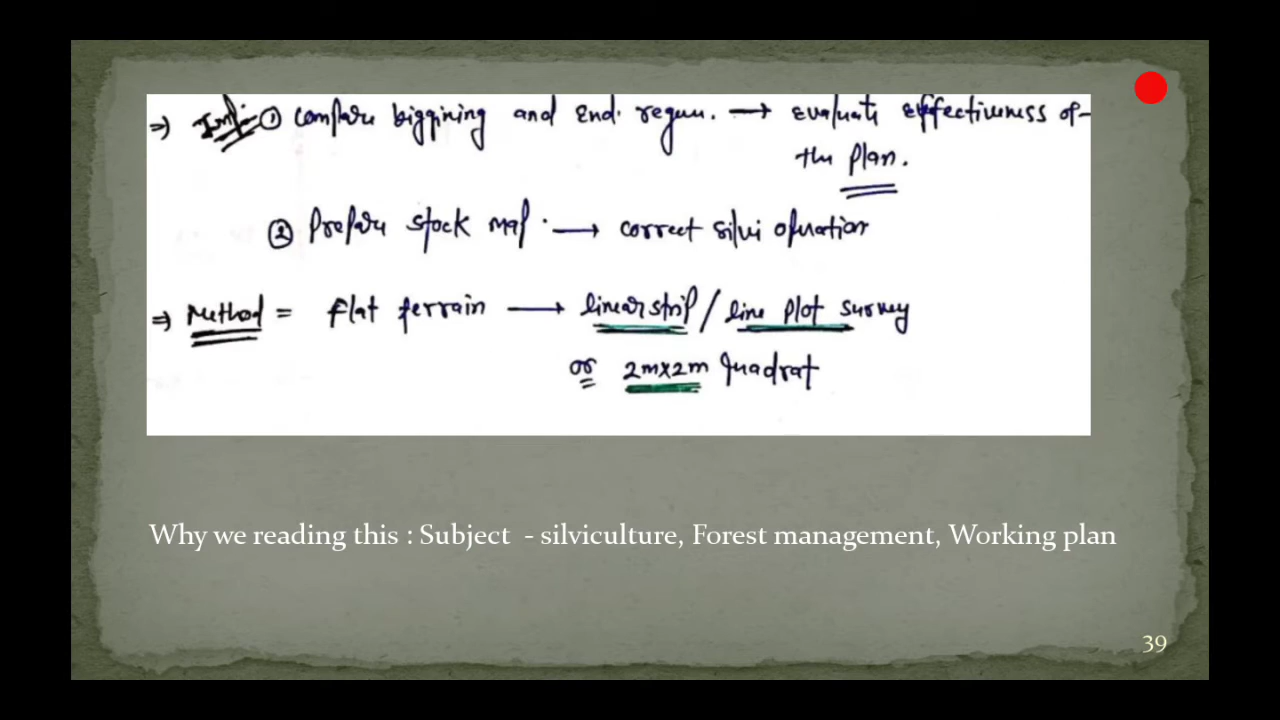 ⇒ Imp:- ① Compare biggining and End. regen. → evaluate effectiveness of
the plan.
② Prepare stock map. → correct silvi operation
⇒ Method = flat terrain → linear strip / line plot survey
or 2m×2m quadrat
Why we reading this : Subject - silviculture, Forest management, Working plan
39